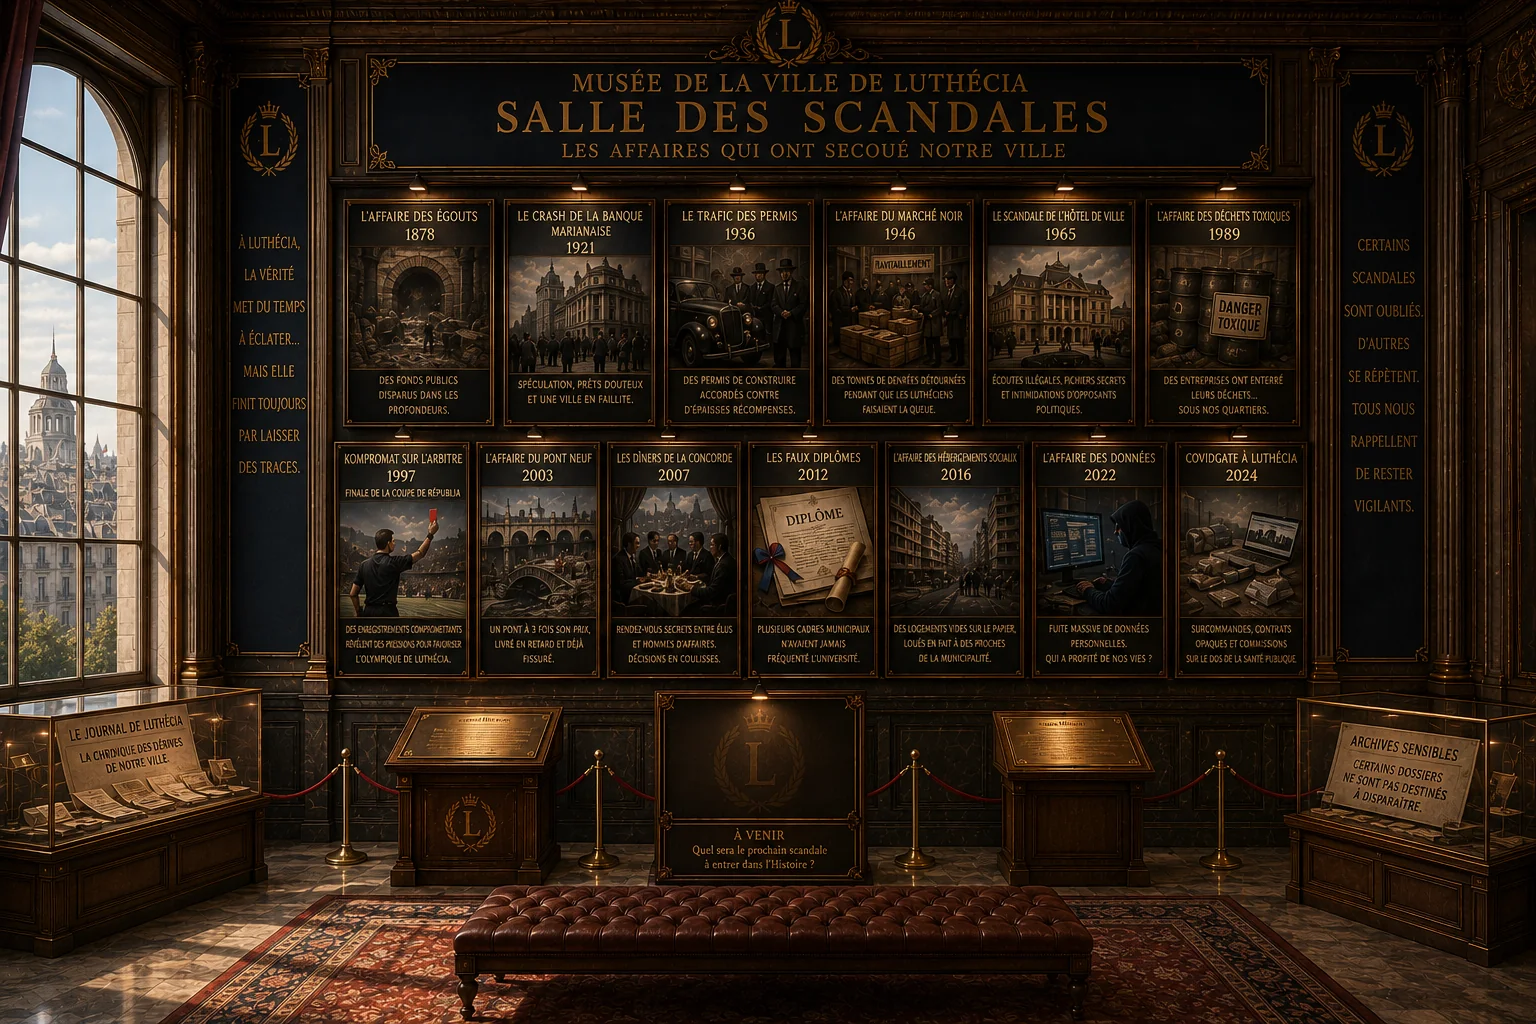 L
MUSÉE DE LA VILLE DE LUTHÉCIA
SALLE DES SCANDALES
LES AFFAIRES QUI ONT SECOUÉ NOTRE VILLE
L
À LUTHÉCIA,
LA VÉRITÉ
MET DU TEMPS
À ÉCLATER...
MAIS ELLE
FINIT TOUJOURS
PAR LAISSER
DES TRACES.
L
CERTAINS
SCANDALES
SONT OUBLIÉS.
D'AUTRES
SE RÉPÈTENT.
TOUS NOUS
RAPPELLENT
DE RESTER
VIGILANTS.
L'AFFAIRE DES ÉGOUTS
1878
DES FONDS PUBLICS
DISPARUS DANS LES
PROFONDEURS.
LE CRASH DE LA BANQUE
MARIANAISE
1921
SPÉCULATION, PRÊTS DOUTEUX
ET UNE VILLE EN FAILLITE.
LE TRAFIC DES PERMIS
1936
DES PERMIS DE CONSTRUIRE
ACCORDÉS CONTRE
D'ÉPAISSES RÉCOMPENSES.
L'AFFAIRE DU MARCHÉ NOIR
1946
RAVITAILLEMENT
DES TONNES DE DENRÉES DÉTOURNÉES
PENDANT QUE LES LUTHÉCIENS
FAISAIENT LA QUEUE.
LE SCANDALE DE L'HÔTEL DE VILLE
1965
ÉCOUTES ILLÉGALES, FICHIERS SECRETS
ET INTIMIDATIONS D'OPPOSANTS
POLITIQUES.
L'AFFAIRE DES DÉCHETS TOXIQUES
1989
DANGER
TOXIQUE
DES ENTREPRISES ONT ENTERRÉ
LEURS DÉCHETS...
SOUS NOS QUARTIERS.
KOMPROMAT SUR L'ARBITRE
1997
FINALE DE LA COUPE DE RÉPUBLIA
DES ENREGISTREMENTS COMPROMETTANTS
RÉVÈLENT DES PRESSIONS POUR FAVORISER
L'OLYMPIQUE DE LUTHÉCIA.
L'AFFAIRE DU PONT NEUF
2003
UN PONT À 3 FOIS SON PRIX,
LIVRÉ EN RETARD ET DÉJÀ
FISSURÉ.
LES DÎNERS DE LA CONCORDE
2007
RENDEZ-VOUS SECRETS ENTRE ÉLUS
ET HOMMES D'AFFAIRES.
DÉCISIONS EN COULISSES.
LES FAUX DIPLÔMES
2012
DIPLÔME
PLUSIEURS CADRES MUNICIPAUX
N'AVAIENT JAMAIS
FRÉQUENTÉ L'UNIVERSITÉ.
L'AFFAIRE DES HÉBERGEMENTS SOCIAUX
2016
DES LOGEMENTS VIDES SUR LE PAPIER,
LOUÉS EN FAIT À DES PROCHES
DE LA MUNICIPALITÉ.
L'AFFAIRE DES DONNÉES
2022
FUITE MASSIVE DE DONNÉES
PERSONNELLES.
QUI A PROFITÉ DE NOS VIES ?
COVIDGATE À LUTHÉCIA
2024
SURCOMMANDES, CONTRATS
OPAQUES ET COMMISSIONS
SUR LE DOS DE LA SANTÉ PUBLIQUE.
LE JOURNAL DE LUTHÉCIA
LA CHRONIQUE DES DÉRIVES
DE NOTRE VILLE.
L
L
À VENIR
Quel sera le prochain scandale
à entrer dans l'Histoire ?
ARCHIVES SENSIBLES
CERTAINS DOSSIERS
NE SONT PAS DESTINÉS
À DISPARAÎTRE.